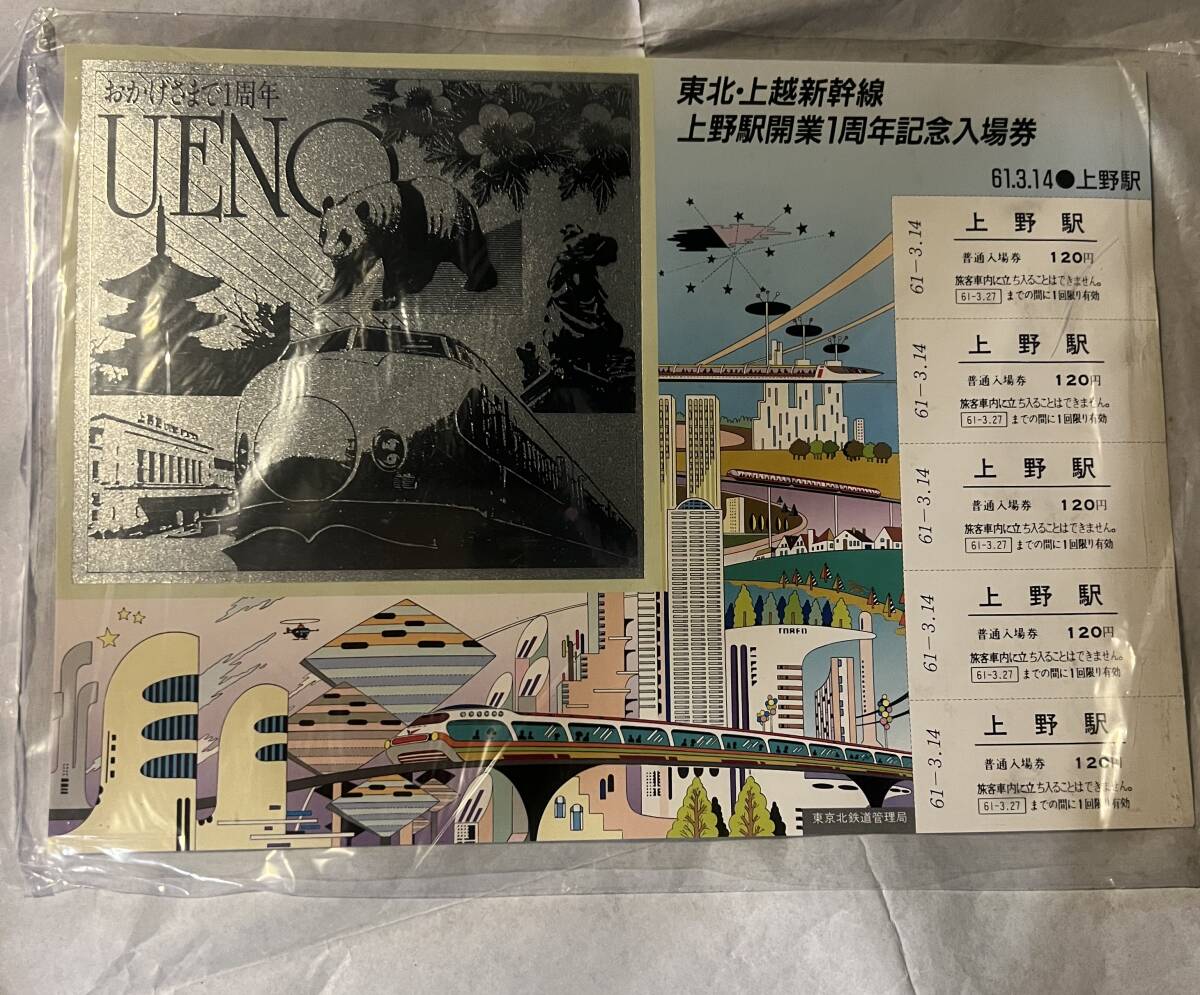 おかげさまで1周年
UENO
東北・上越新幹線
上野駅開業1周年記念入場券
61.3.14●上野駅
61-3.14
上野駅
普通入場券 120円
旅客車内に立ち入ることはできません。
61-3.27 までの間に1回限り有効
61-3.14
上野駅
普通入場券 120円
旅客車内に立ち入ることはできません。
61-3.27 までの間に1回限り有効
61-3.14
上野駅
普通入場券 120円
旅客車内に立ち入ることはできません。
61-3.27 までの間に1回限り有効
61-3.14
上野駅
普通入場券 120円
旅客車内に立ち入ることはできません。
61-3.27 までの間に1回限り有効
61-3.14
上野駅
普通入場券 120円
旅客車内に立ち入ることはできません。
61-3.27 までの間に1回限り有効
東京北鉄道管理局